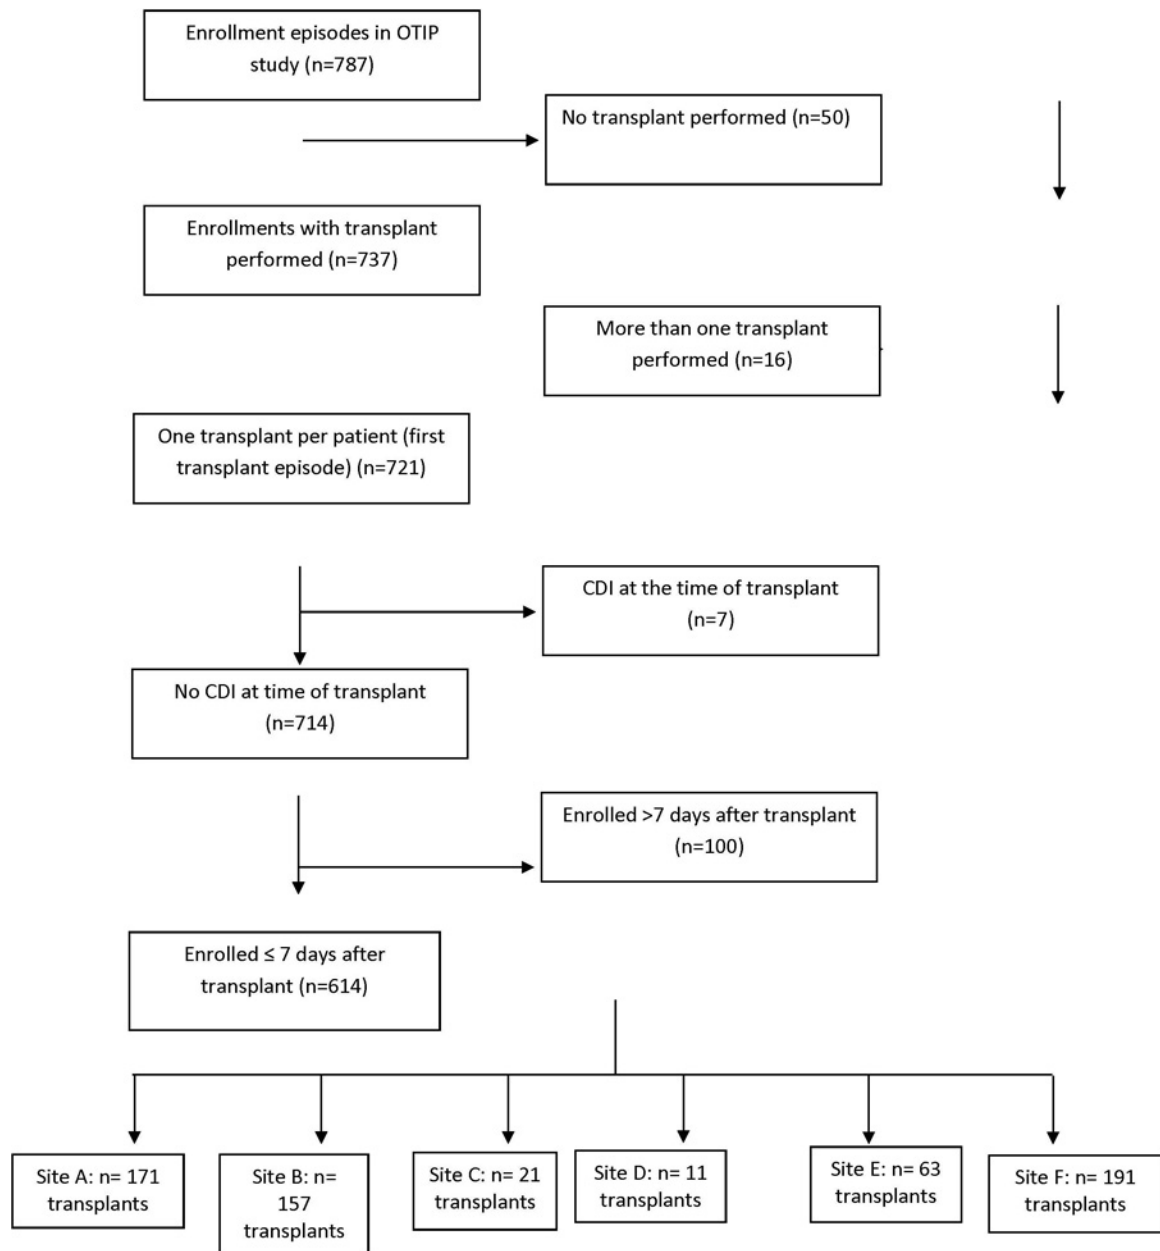 Enrollment episodes in OTIP
study (n=787)
No transplant performed (n=50)
Enrollments with transplant
performed (n=737)
More than one transplant
performed (n=16)
One transplant per patient (first
transplant episode) (n=721)
CDI at the time of transplant
(n=7)
No CDI at time of transplant
(n=714)
Enrolled >7 days after transplant
(n=100)
Enrolled ≤ 7 days after
transplant (n=614)
Site A: n= 171
transplants
Site B: n=
157
transplants
Site C: n= 21
transplants
Site D: n= 11
transplants
Site E: n= 63
transplants
Site F: n= 191
transplants